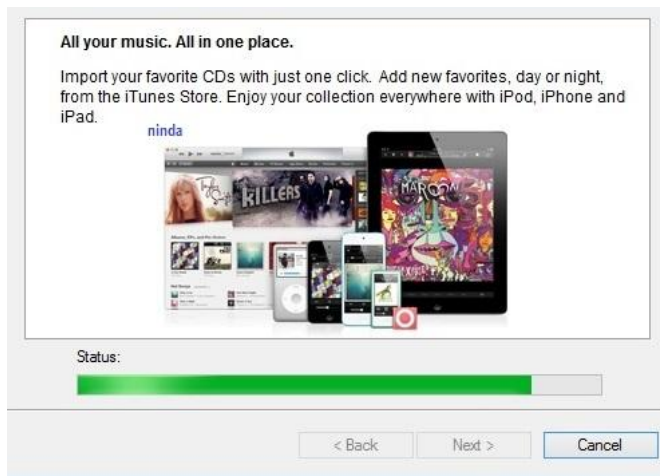 All your music. All in one place.
Import your favorite CDs with just one click. Add new favorites, day or night,
from the iTunes Store. Enjoy your collection everywhere with iPod, iPhone and
iPad.
ninda
Taylor Swift
KILLERS
MAROON
Status:
< Back
Next >
Cancel